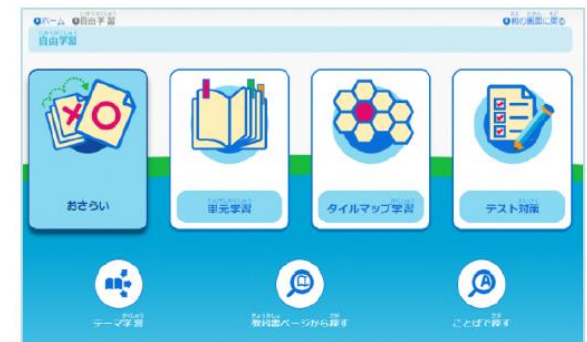 ホーム 自由学習
前の画面に戻る
自由学習
おさらい
単元学習
タイルマップ学習
テスト対策
テーマ学習
教科書ページから探す
ことばで探す